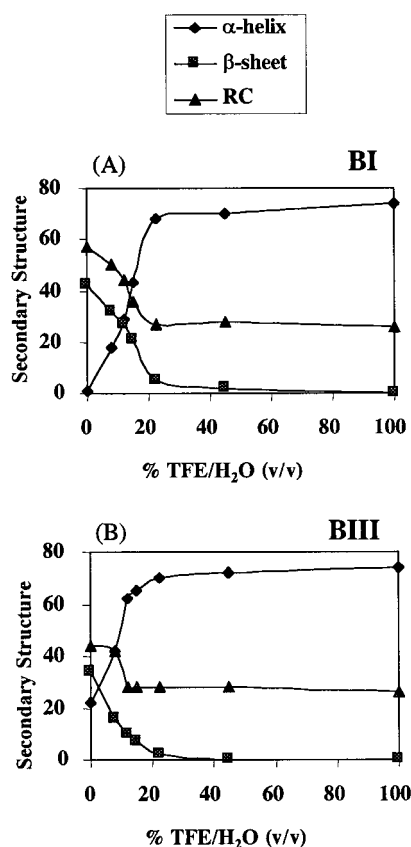 α-helix
β-sheet
RC
(A) BI
Secondary Structure
80
60
40
20
0
0 20 40 60 80 100
% TFE/H₂O (v/v)
(B) BIII
Secondary Structure
80
60
40
20
0
0 20 40 60 80 100
% TFE/H₂O (v/v)